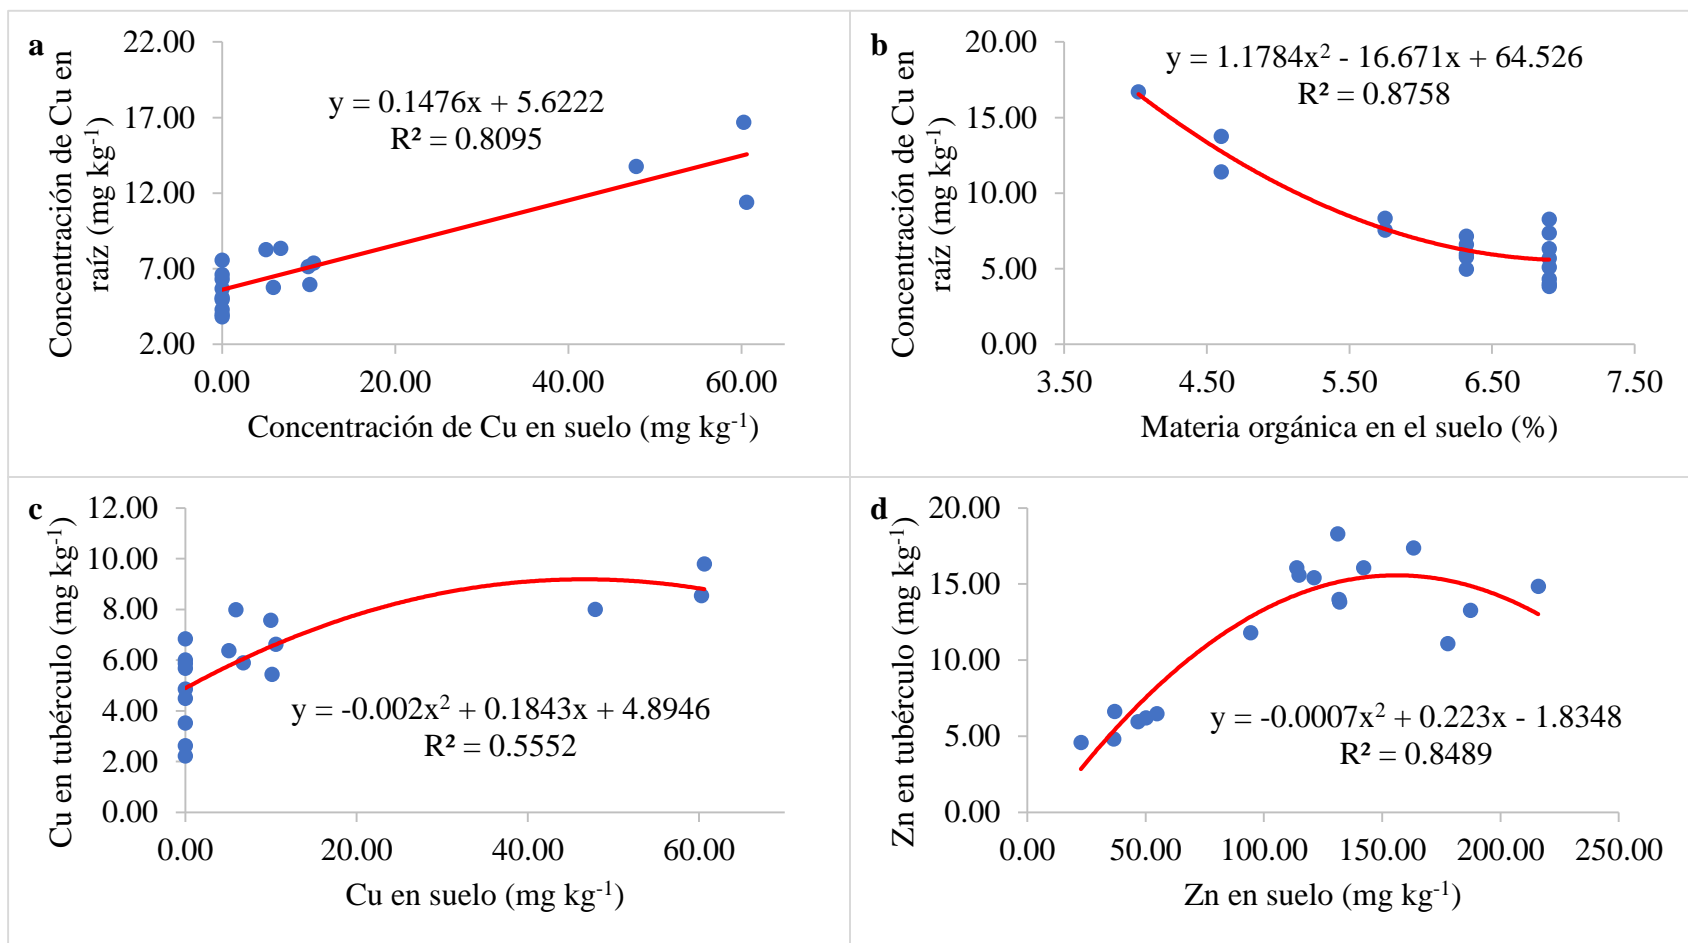 a
22.00
17.00
12.00
7.00
2.00
Concentración de Cu en
raíz (mg kg⁻¹)
y = 0.1476x + 5.6222
R² = 0.8095
0.00 20.00 40.00 60.00
Concentración de Cu en suelo (mg kg⁻¹)
b
20.00
15.00
10.00
5.00
0.00
Concentración de Cu en
raíz (mg kg⁻¹)
y = 1.1784x² - 16.671x + 64.526
R² = 0.8758
3.50 4.50 5.50 6.50 7.50
Materia orgánica en el suelo (%)
c
12.00
10.00
8.00
6.00
4.00
2.00
0.00
Cu en tubérculo (mg kg⁻¹)
y = -0.002x² + 0.1843x + 4.8946
R² = 0.5552
0.00 20.00 40.00 60.00
Cu en suelo (mg kg⁻¹)
d
20.00
15.00
10.00
5.00
0.00
Zn en tubérculo (mg kg⁻¹)
y = -0.0007x² + 0.223x - 1.8348
R² = 0.8489
0.00 50.00 100.00 150.00 200.00 250.00
Zn en suelo (mg kg⁻¹)